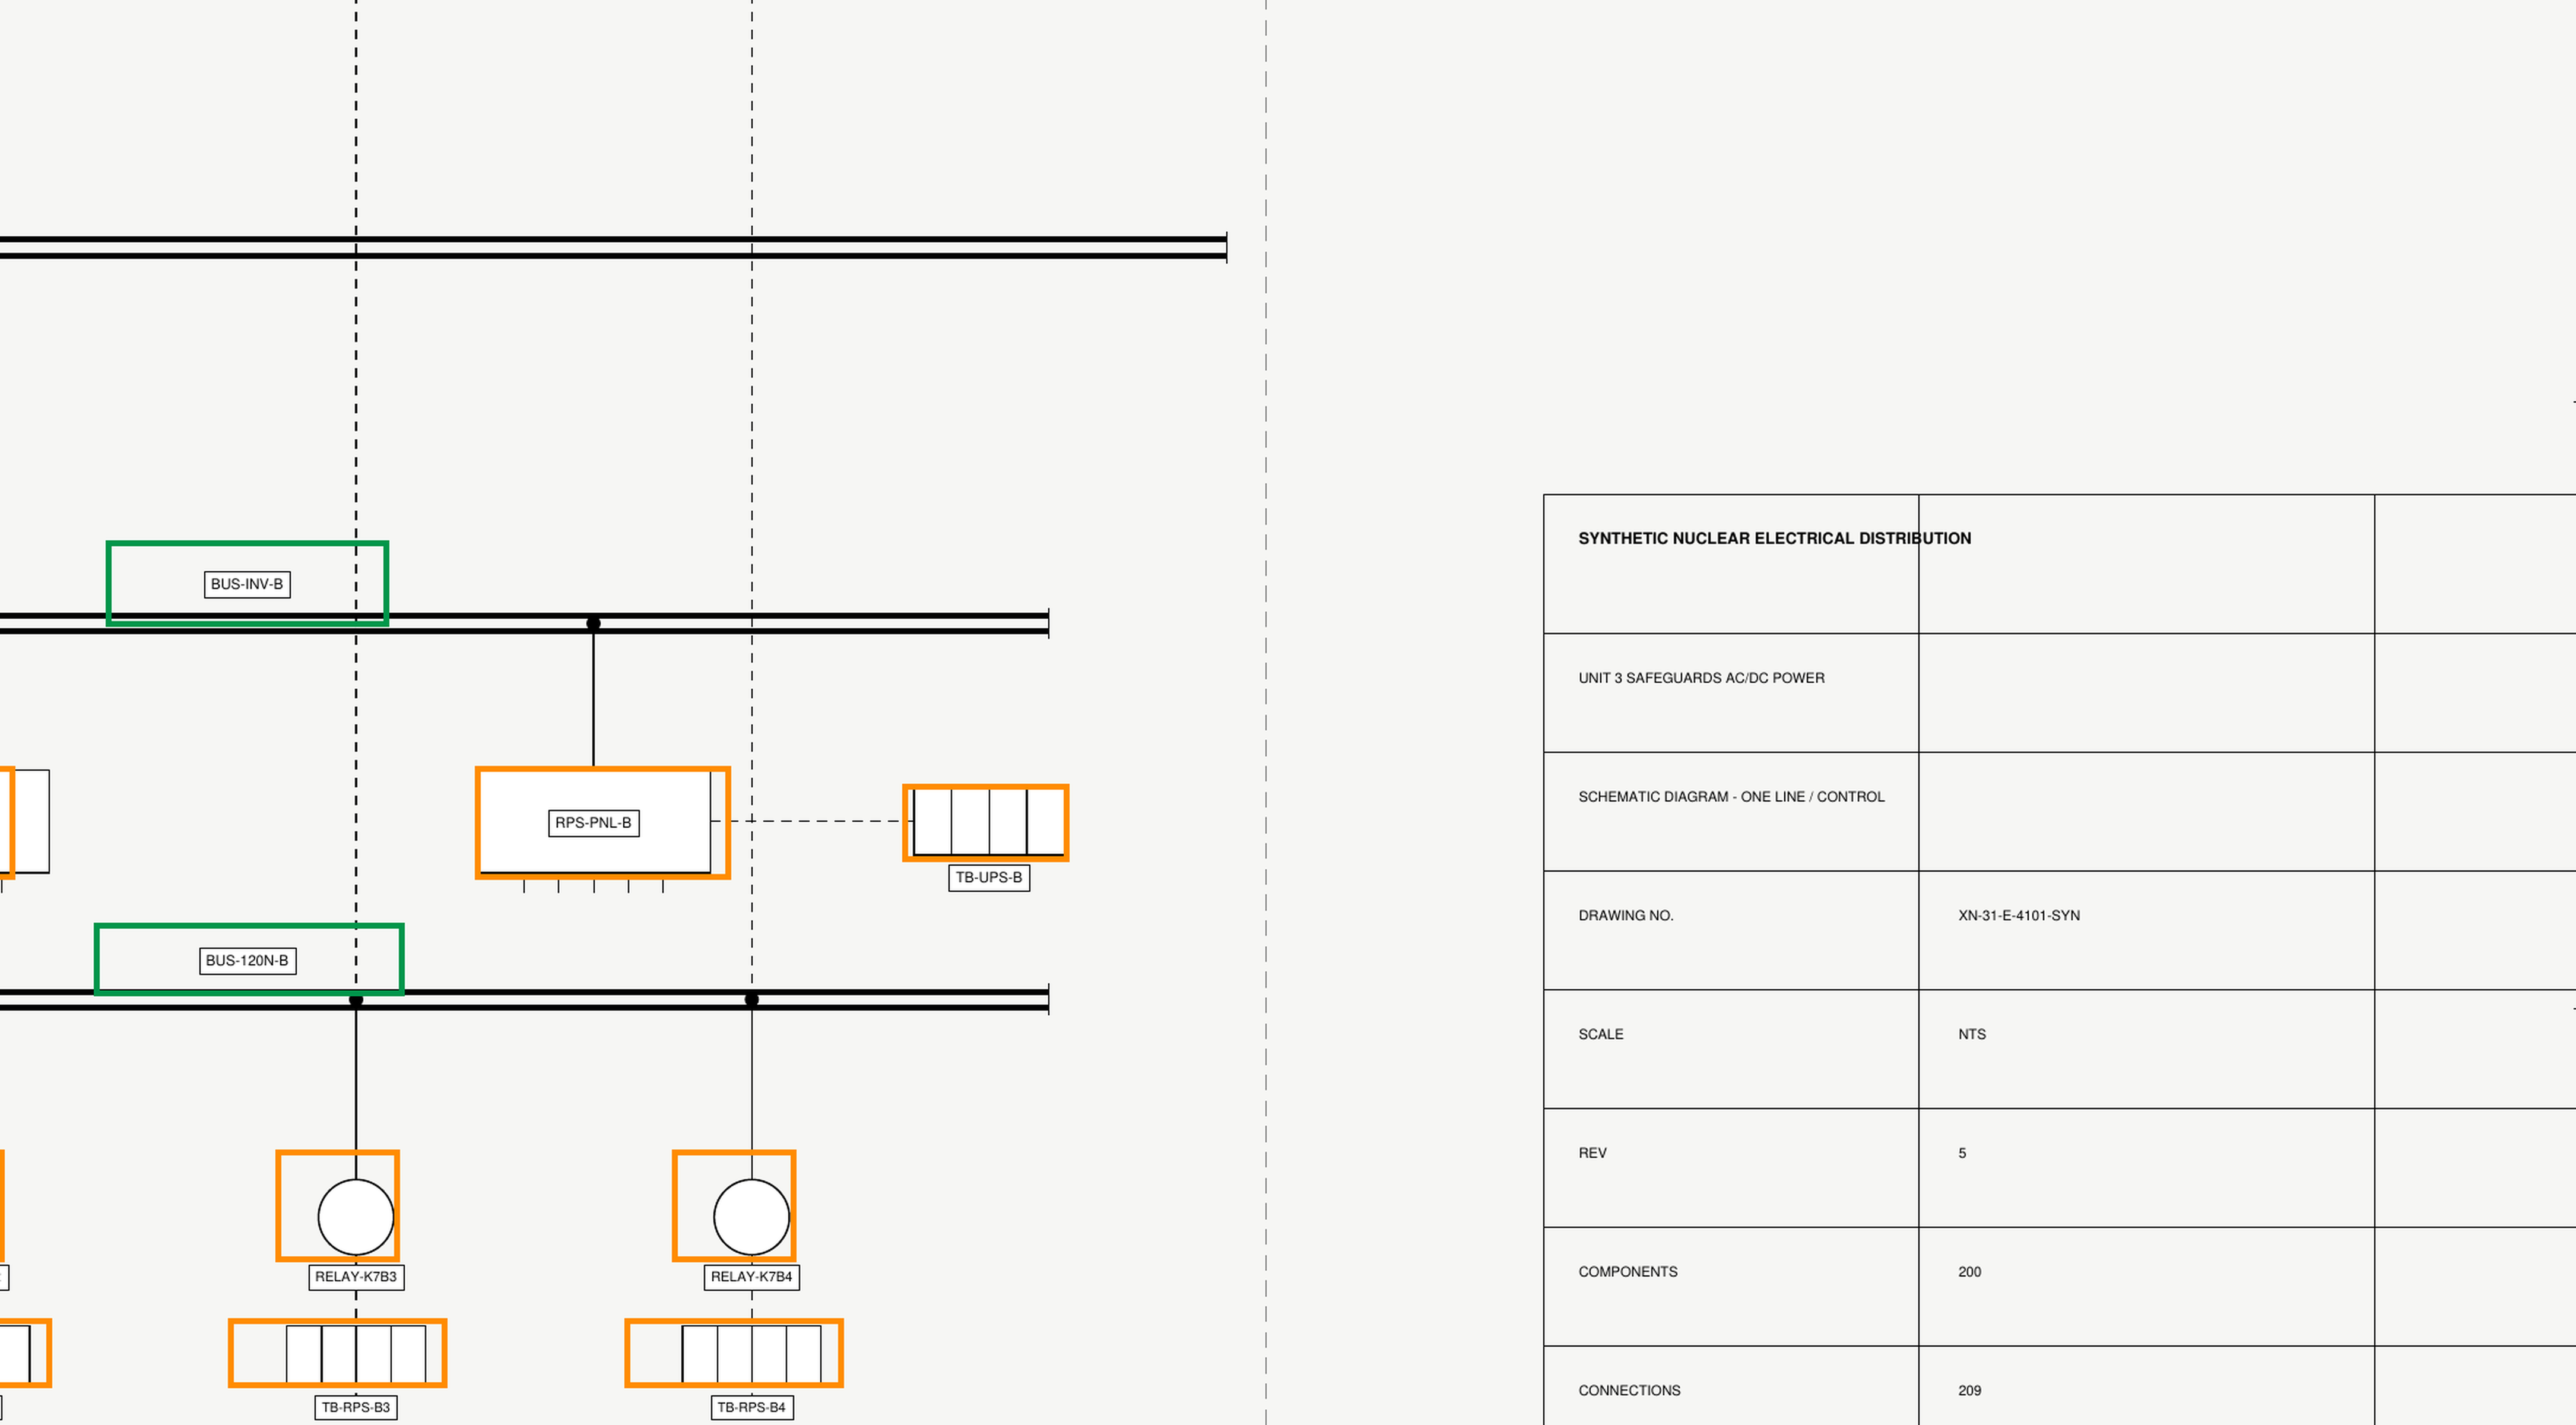 BUS-INV-B
RPS-PNL-B
TB-UPS-B
BUS-120N-B
RELAY-K7B3
RELAY-K7B4
TB-RPS-B3
TB-RPS-B4
SYNTHETIC NUCLEAR ELECTRICAL DISTRIBUTION
UNIT 3 SAFEGUARDS AC/DC POWER
SCHEMATIC DIAGRAM - ONE LINE / CONTROL
DRAWING NO. XN-31-E-4101-SYN
SCALE NTS
REV 5
COMPONENTS 200
CONNECTIONS 209